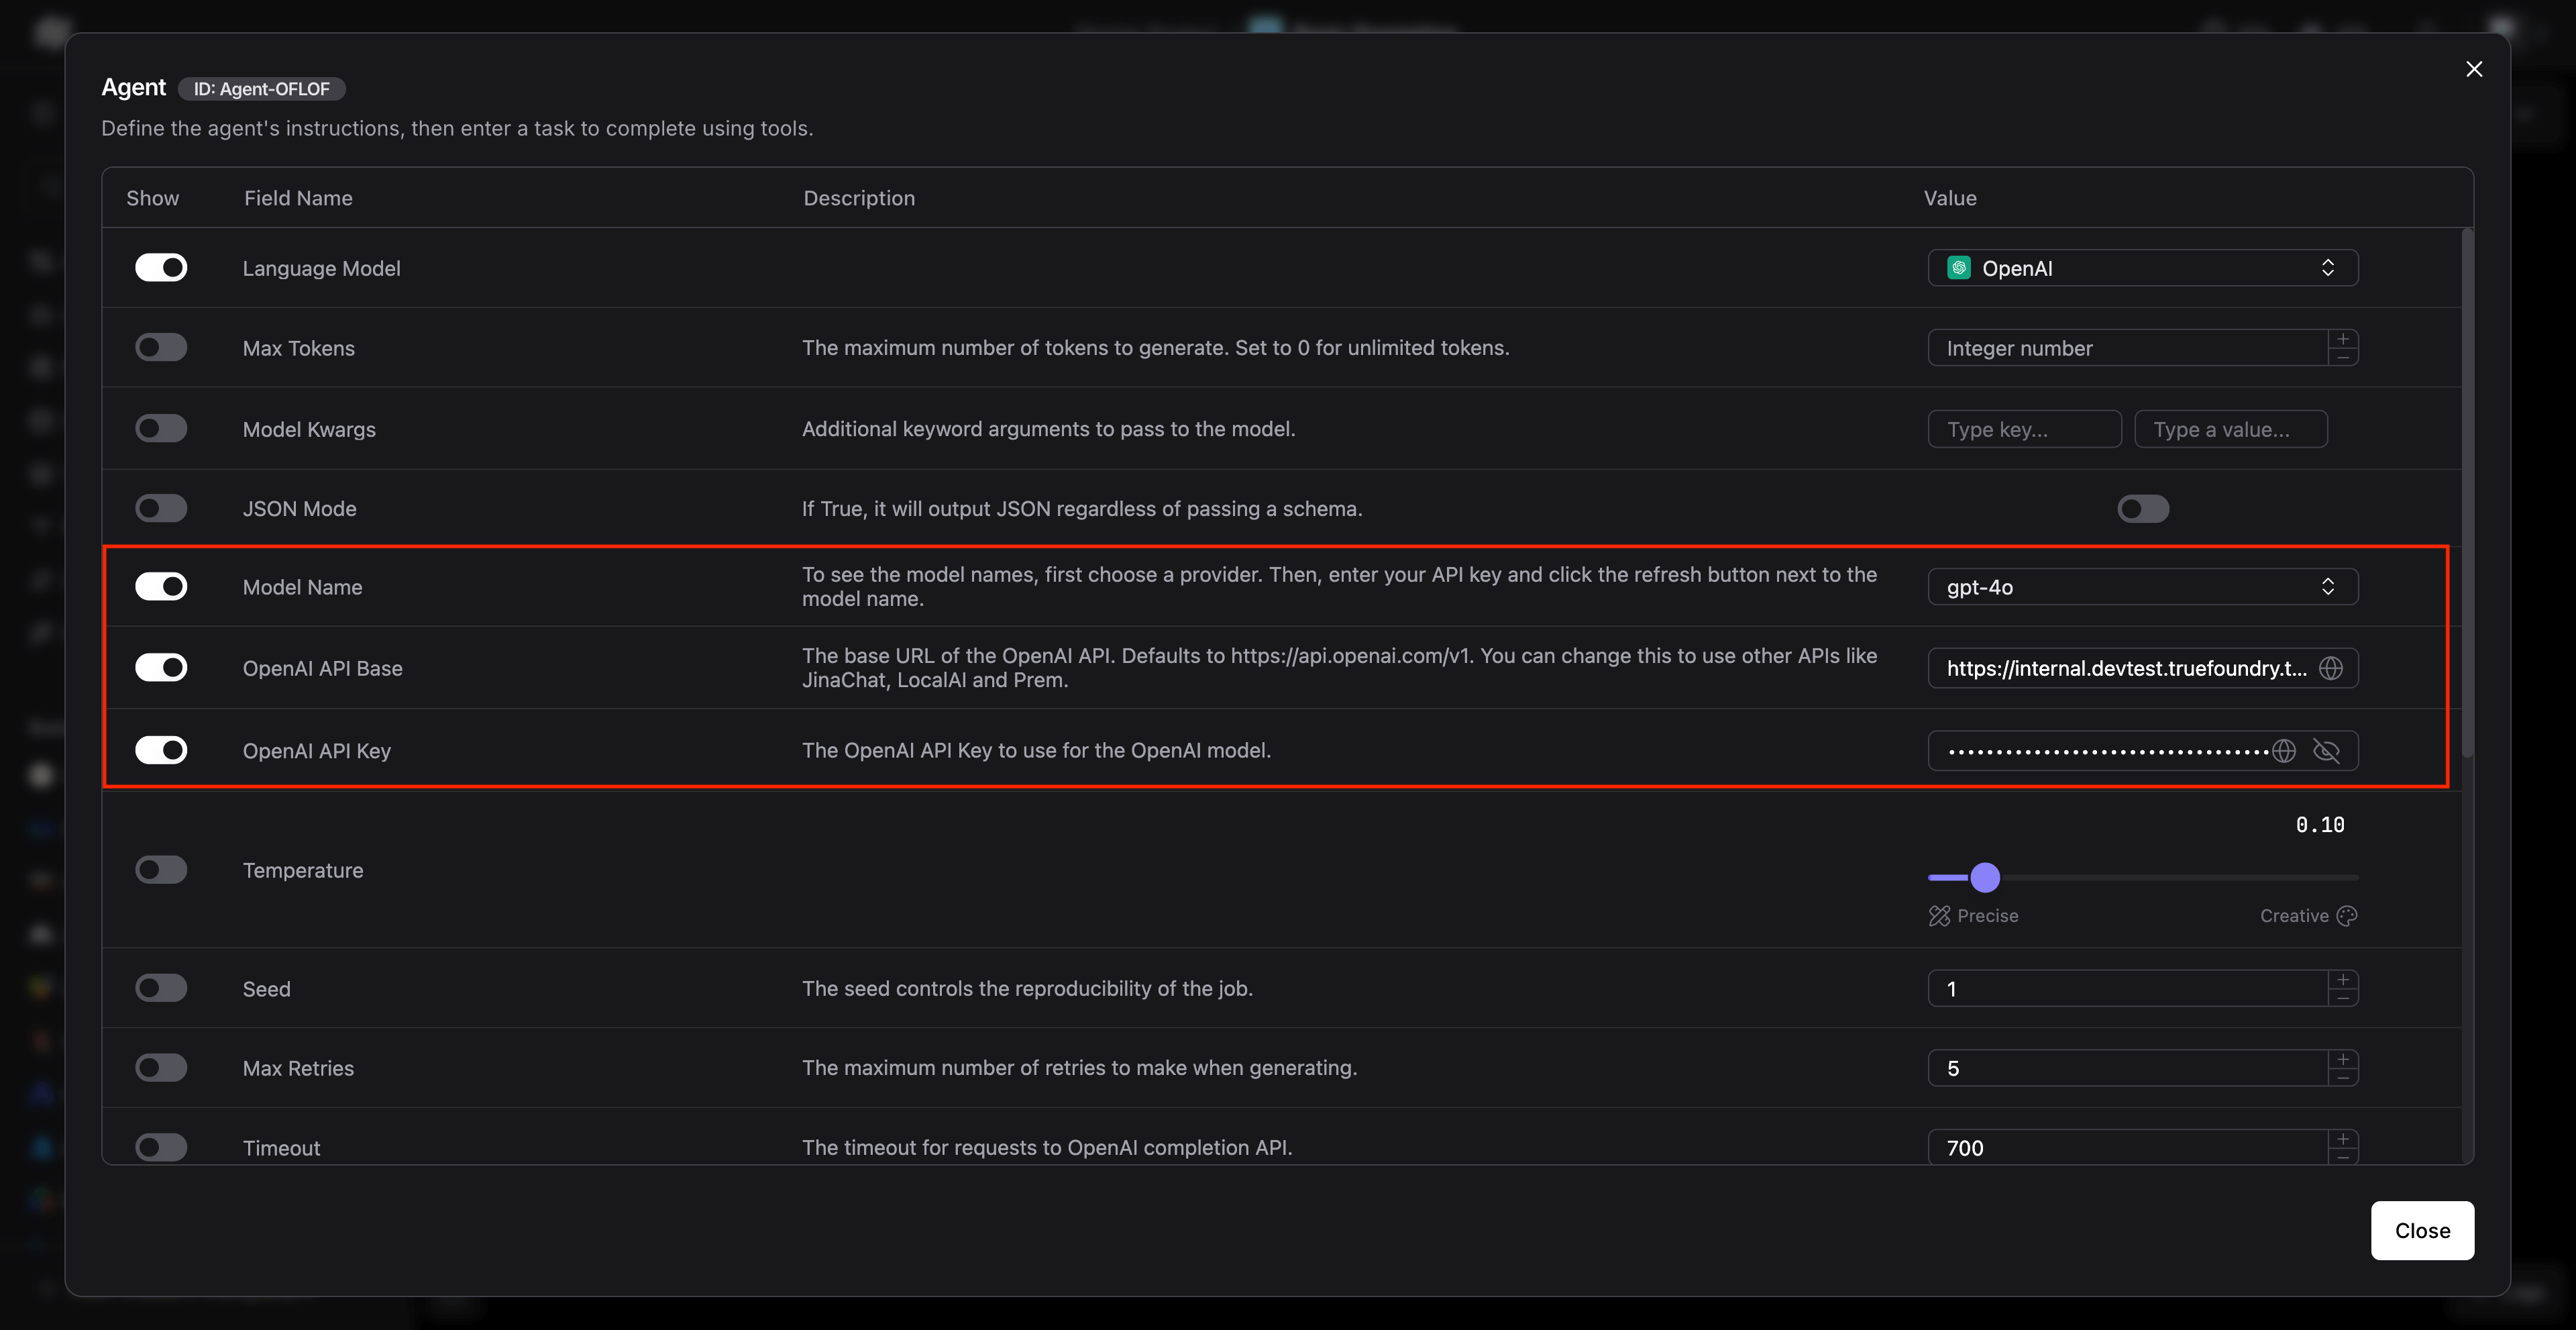 Agent ID: Agent-OFLOF
Define the agent's instructions, then enter a task to complete using tools.
Show Field Name Description Value
Language Model OpenAI
Max Tokens The maximum number of tokens to generate. Set to 0 for unlimited tokens. Integer number
Model Kwargs Additional keyword arguments to pass to the model. Type key... Type a value...
JSON Mode If True, it will output JSON regardless of passing a schema.
Model Name To see the model names, first choose a provider. Then, enter your API key and click the refresh button next to the
model name. gpt-4o
OpenAI API Base The base URL of the OpenAI API. Defaults to https://api.openai.com/v1. You can change this to use other APIs like
JinaChat, LocalAI and Prem. https://internal.devtest.truefoundry.t...
OpenAI API Key The OpenAI API Key to use for the OpenAI model.
0.10
Temperature
Precise Creative
Seed The seed controls the reproducibility of the job. 1
Max Retries The maximum number of retries to make when generating. 5
Timeout The timeout for requests to OpenAI completion API. 700
Close